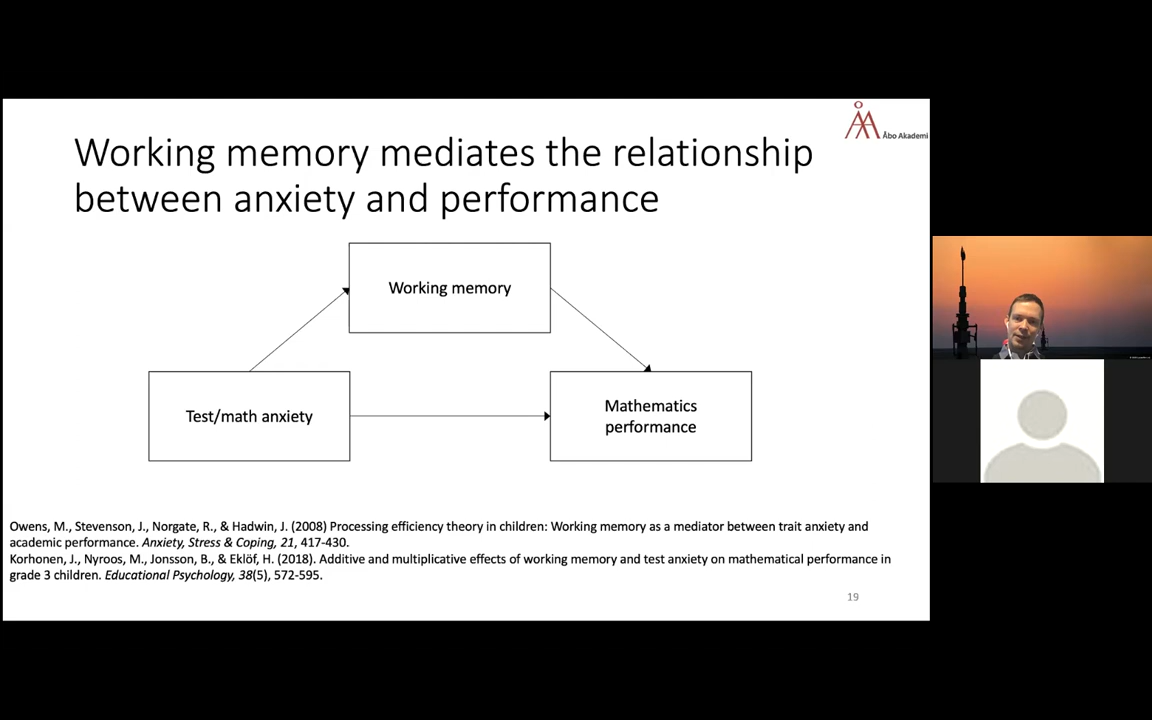 Åbo Akademi
Working memory mediates the relationship
between anxiety and performance
Working memory
Test/math anxiety
Mathematics
performance
Owens, M., Stevenson, J., Norgate, R., & Hadwin, J. (2008) Processing efficiency theory in children: Working memory as a mediator between trait anxiety and
academic performance. Anxiety, Stress & Coping, 21, 417-430.
Korhonen, J., Nyroos, M., Jonsson, B., & Eklöf, H. (2018). Additive and multiplicative effects of working memory and test anxiety on mathematical performance in
grade 3 children. Educational Psychology, 38(5), 572-595.
19